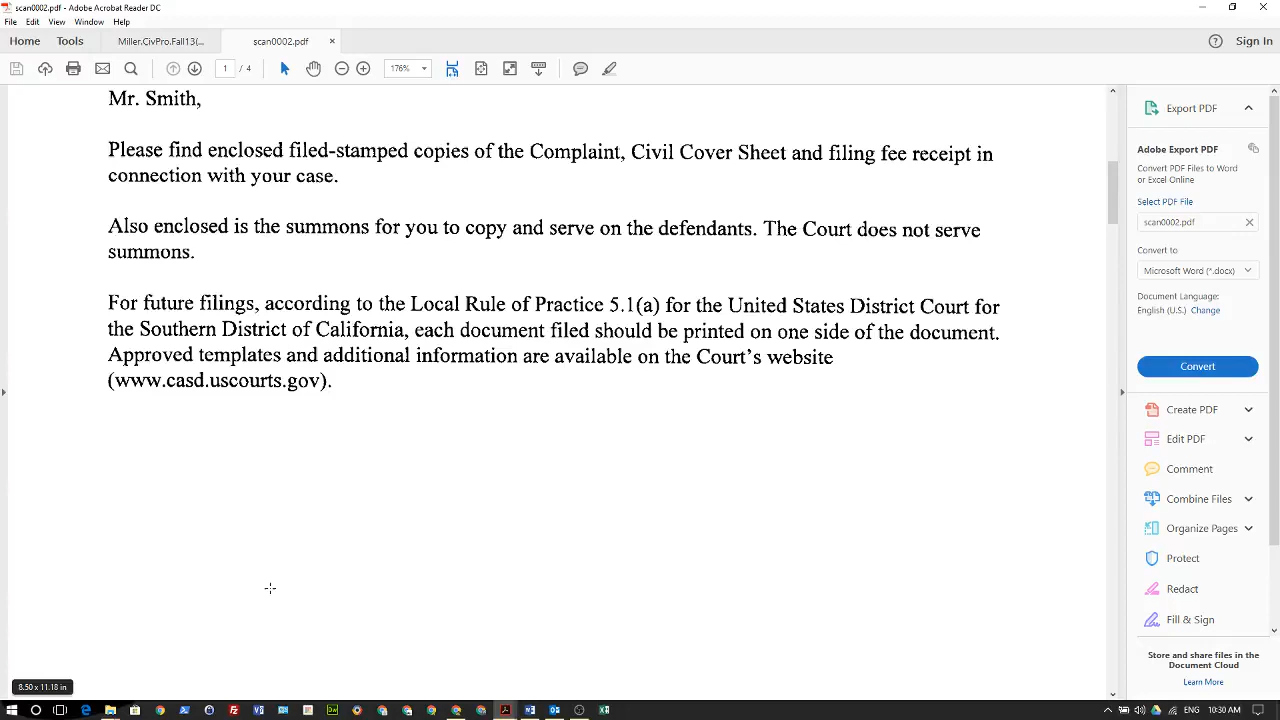 scan0002.pdf - Adobe Acrobat Reader DC
File Edit View Window Help
Home Tools Miller.CivPro.Fall13(... scan0002.pdf × Sign In
1 / 4 176%
Mr. Smith,
Please find enclosed filed-stamped copies of the Complaint, Civil Cover Sheet and filing fee receipt in
connection with your case.
Also enclosed is the summons for you to copy and serve on the defendants. The Court does not serve
summons.
For future filings, according to the Local Rule of Practice 5.1(a) for the United States District Court for
the Southern District of California, each document filed should be printed on one side of the document.
Approved templates and additional information are available on the Court's website
(www.casd.uscourts.gov).
8.50 x 11.18 in
Export PDF
Adobe Export PDF
Convert PDF Files to Word
or Excel Online
Select PDF File
scan0002.pdf
Convert to
Microsoft Word (*.docx)
Document Language:
English (U.S.) Change
Convert
Create PDF
Edit PDF
Comment
Combine Files
Organize Pages
Protect
Redact
Fill & Sign
Store and share files in the
Document Cloud
Learn More
ENG 10:30 AM